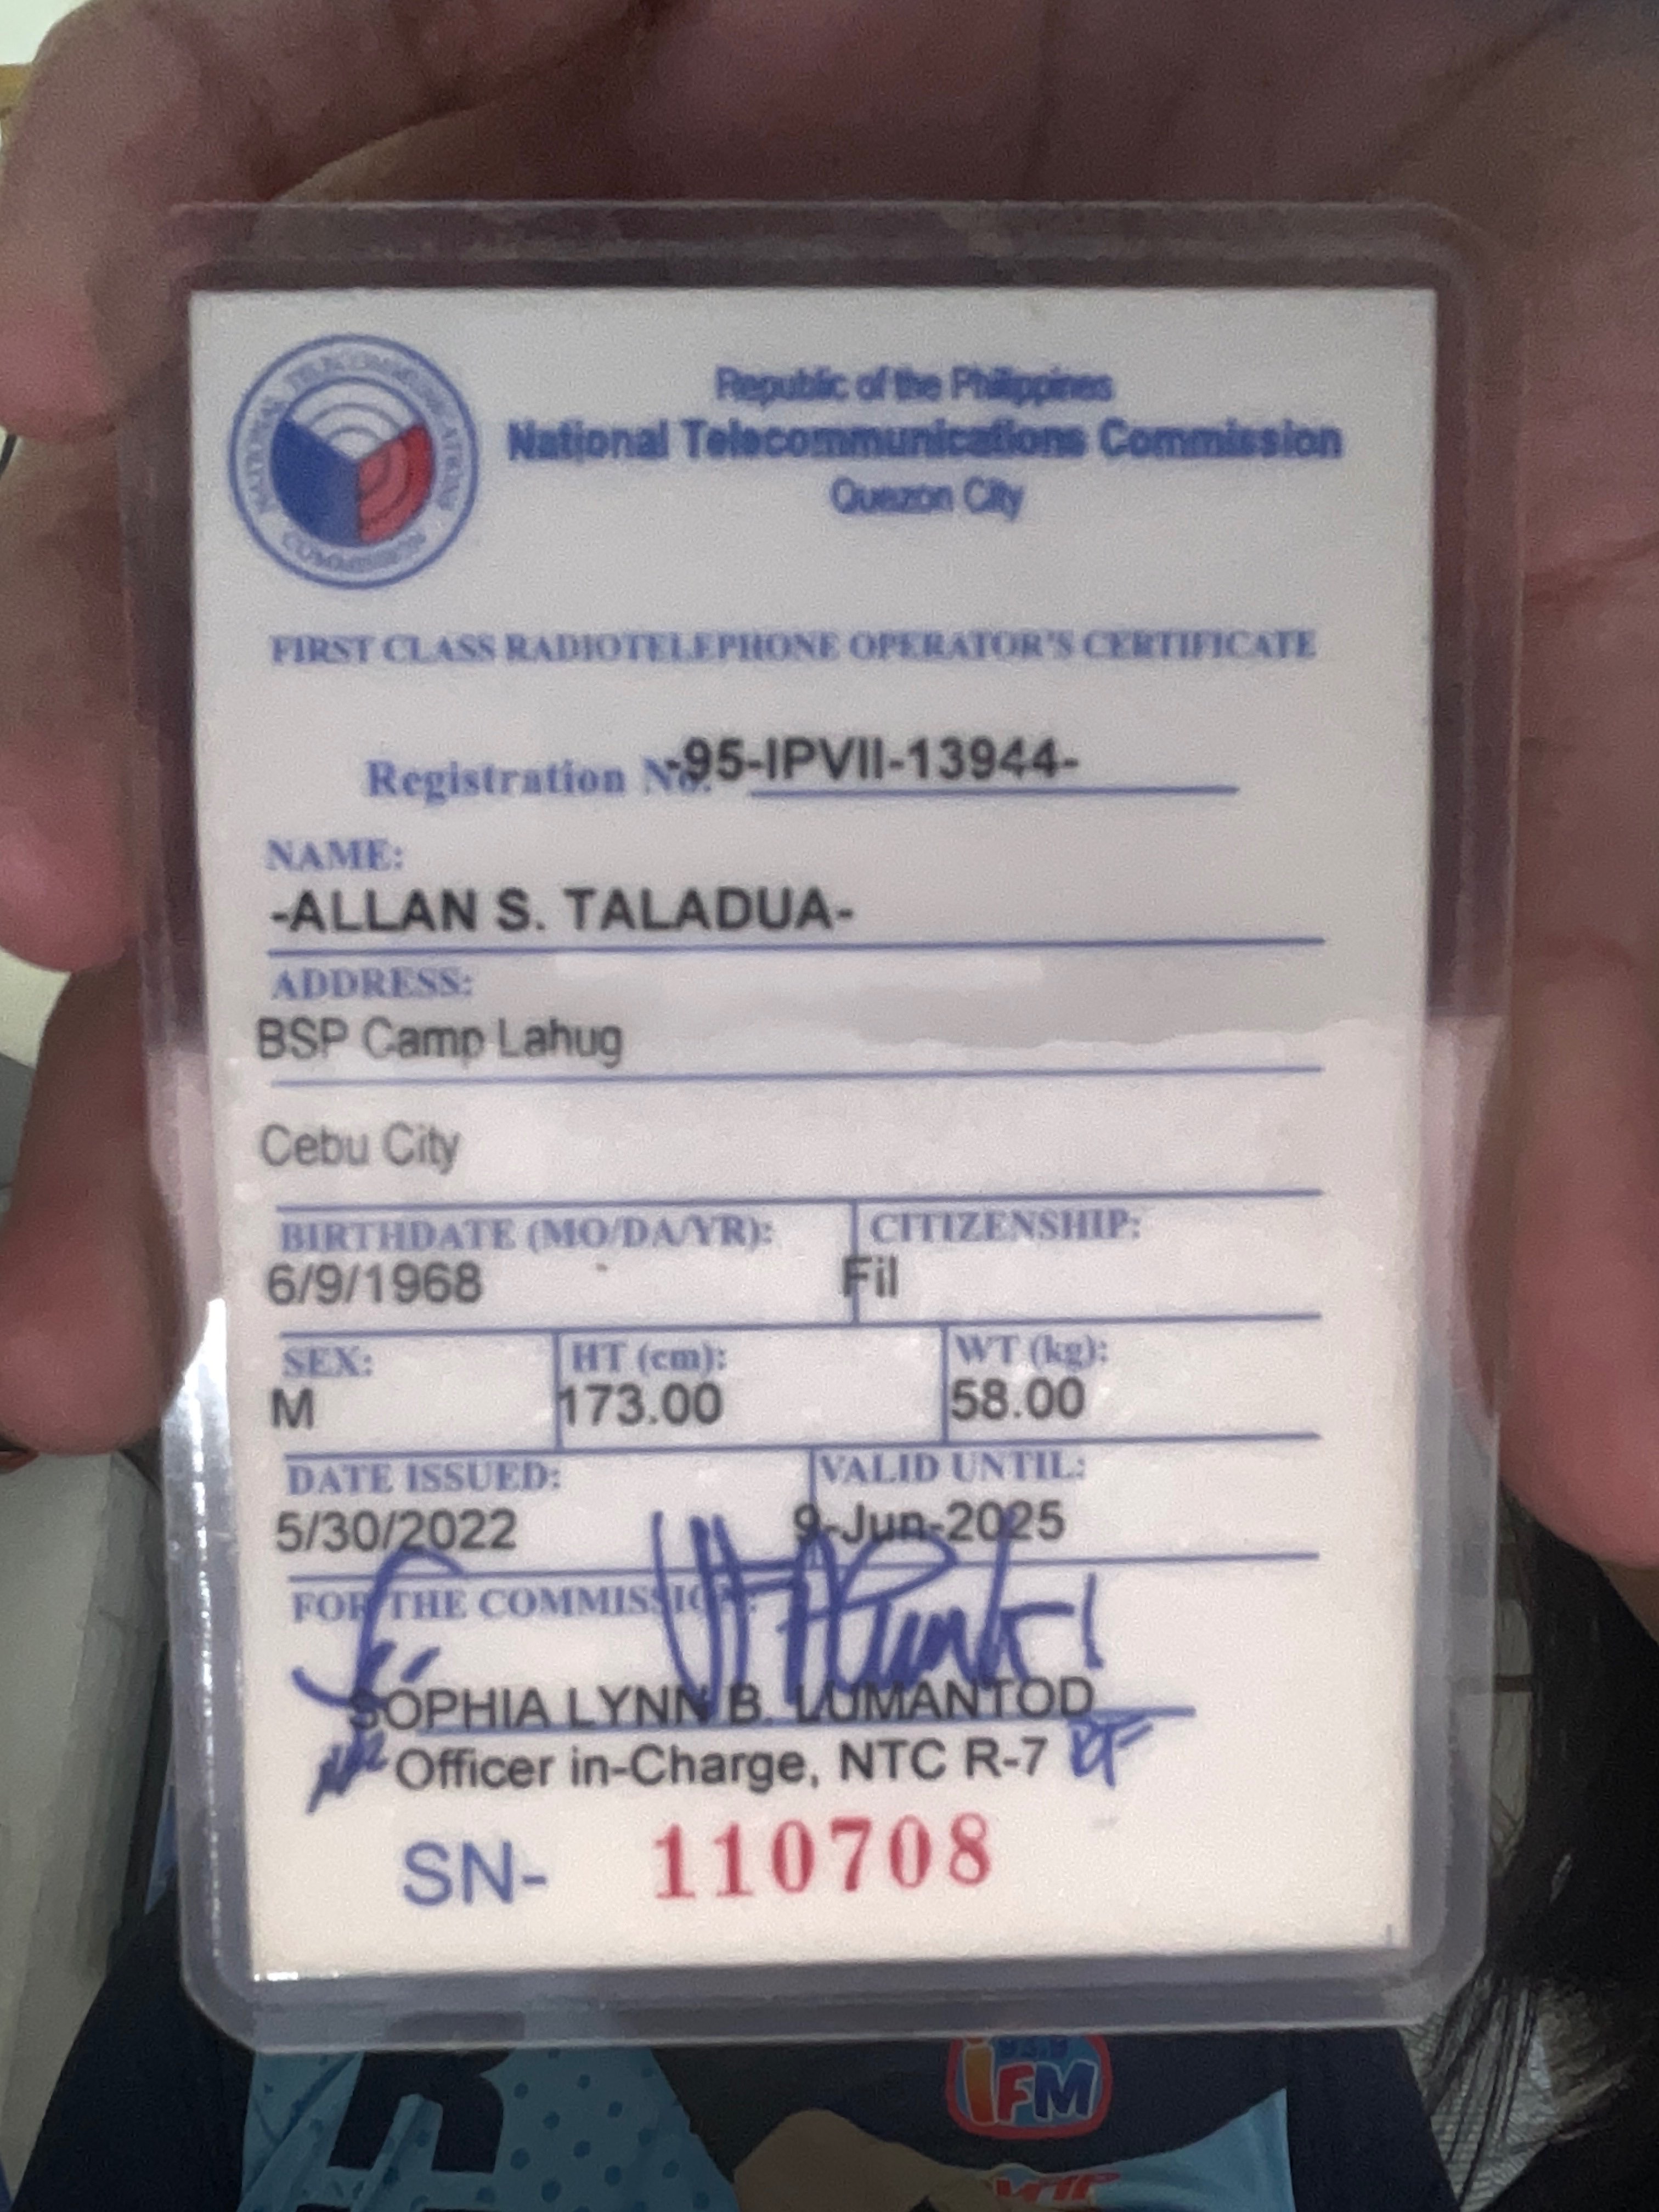 NATIONAL TELECOMMUNICATIONS COMMISSION
Republic of the Philippines
National Telecommunications Commission
Quezon City
FIRST CLASS RADIOTELEPHONE OPERATOR'S CERTIFICATE
Registration No. -95-IPVII-13944-
NAME:
-ALLAN S. TALADUA-
ADDRESS:
BSP Camp Lahug
Cebu City
BIRTHDATE (MO/DA/YR): CITIZENSHIP:
6/9/1968 Fil
SEX: HT (cm): WT (kg):
M 173.00 58.00
DATE ISSUED: VALID UNTIL:
5/30/2022 9-Jun-2025
FOR THE COMMISSION:
SOPHIA LYNN B. LUMANTOD
Officer in-Charge, NTC R-7
SN- 110708
iFM